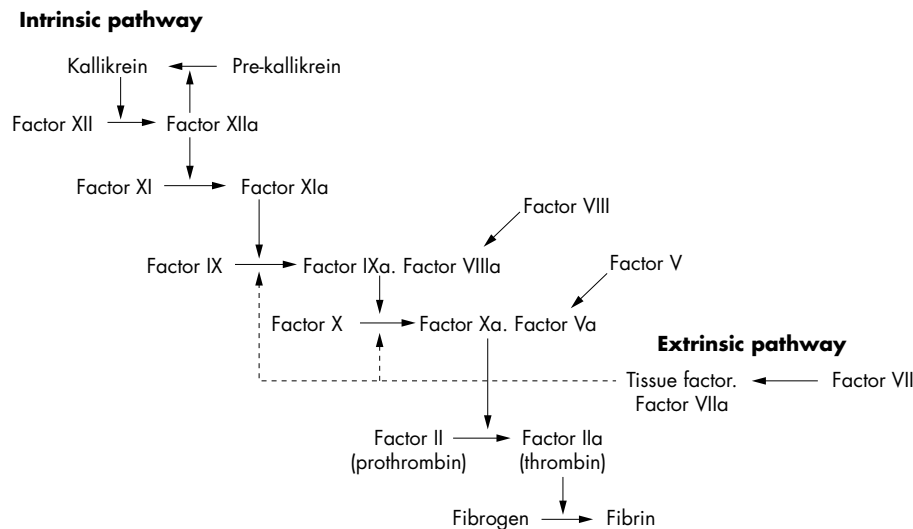 Intrinsic pathway
Kallikrein
Pre-kallikrein
Factor XII
Factor XIIa
Factor XI
Factor XIa
Factor VIII
Factor IX
Factor IXa. Factor VIIIa
Factor V
Factor X
Factor Xa. Factor Va
Extrinsic pathway
Tissue factor.
Factor VIIa
Factor VII
Factor II
(prothrombin)
Factor IIa
(thrombin)
Fibrogen
Fibrin